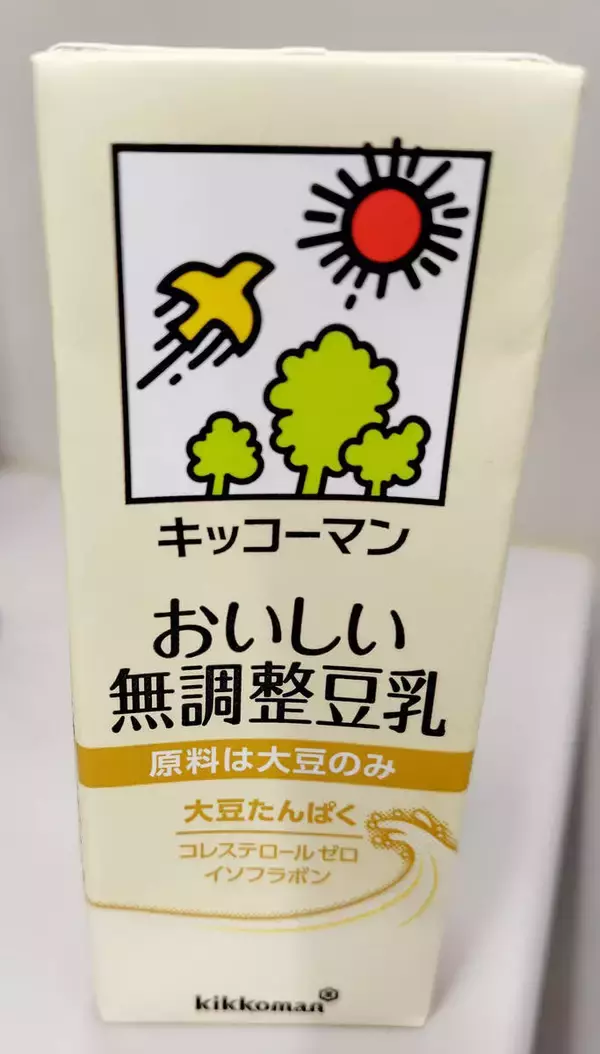 キッコーマン
おいしい
無調整豆乳
原料は大豆のみ
大豆たんぱく
コレステロール ゼロ
イソフラボン
kikkoman®